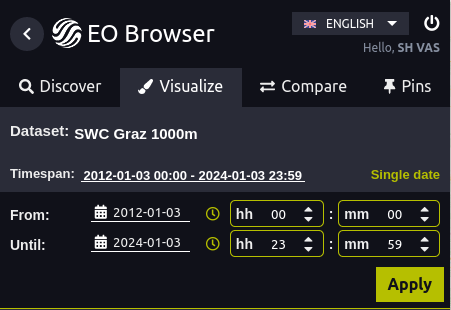 EO Browser
ENGLISH
Hello, SH VAS
Discover Visualize Compare Pins
Dataset: SWC Graz 1000m
Timespan: 2012-01-03 00:00 - 2024-01-03 23:59 Single date
From: 2012-01-03 hh 00 : mm 00
Until: 2024-01-03 hh 23 : mm 59
Apply